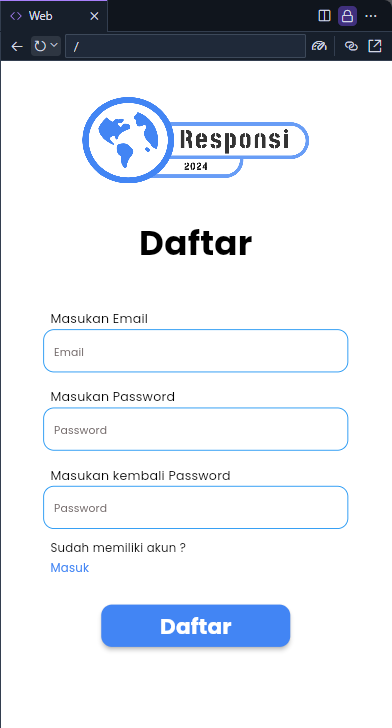 Web
/
Responsi
2024
Daftar
Masukan Email
Email
Masukan Password
Password
Masukan kembali Password
Password
Sudah memiliki akun ?
Masuk
Daftar